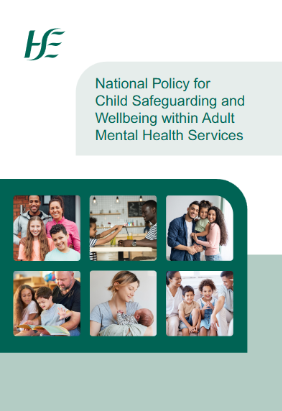 HSE
National Policy for
Child Safeguarding and
Wellbeing within Adult
Mental Health Services